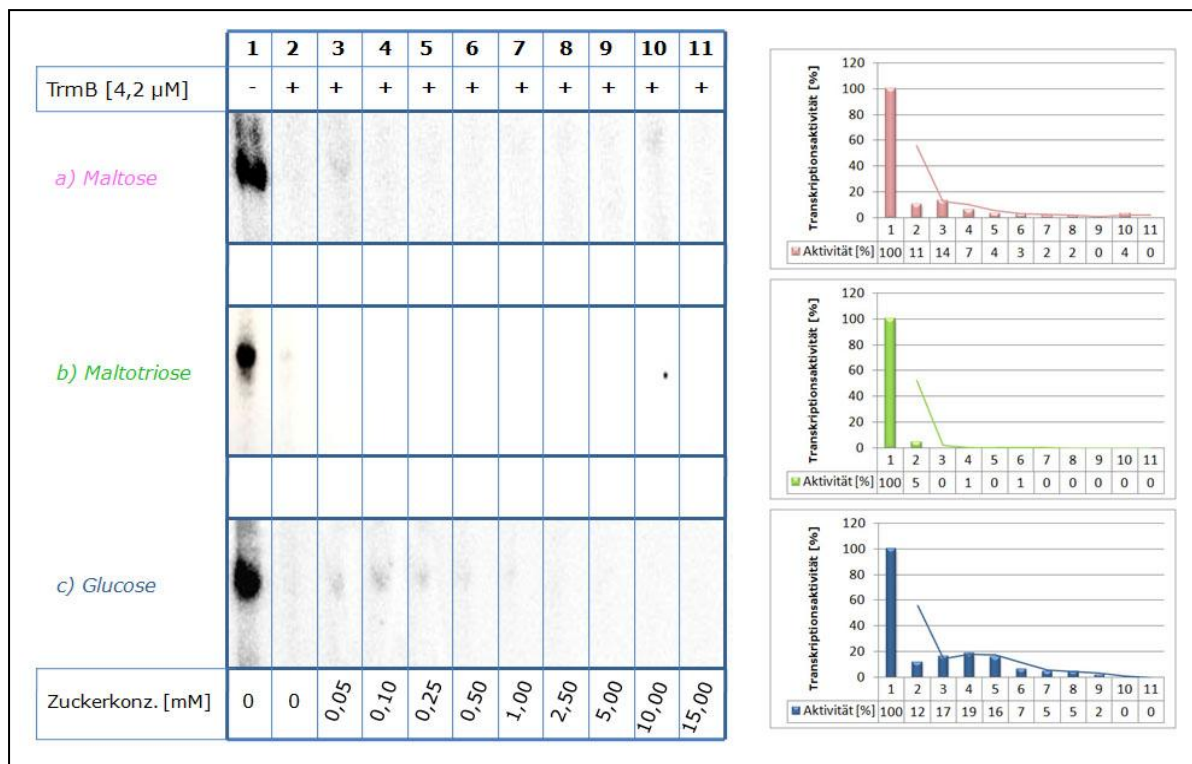 1 2 3 4 5 6 7 8 9 10 11
TrmB [4,2 µM] - + + + + + + + + + +
a) Maltose
b) Maltotriose
c) Glucose
Zuckerkonz. [mM] 0 0 0,05 0,10 0,25 0,50 1,00 2,50 5,00 10,00 15,00
Transkriptionsaktivität [%]
120
100
80
60
40
20
0
1 2 3 4 5 6 7 8 9 10 11
Aktivität [%] 100 11 14 7 4 3 2 2 0 4 0
Transkriptionsaktivität [%]
120
100
80
60
40
20
0
1 2 3 4 5 6 7 8 9 10 11
Aktivität [%] 100 5 0 1 0 1 0 0 0 0 0
Transkriptionsaktivität [%]
120
100
80
60
40
20
0
1 2 3 4 5 6 7 8 9 10 11
Aktivität [%] 100 12 17 19 16 7 5 5 2 0 0